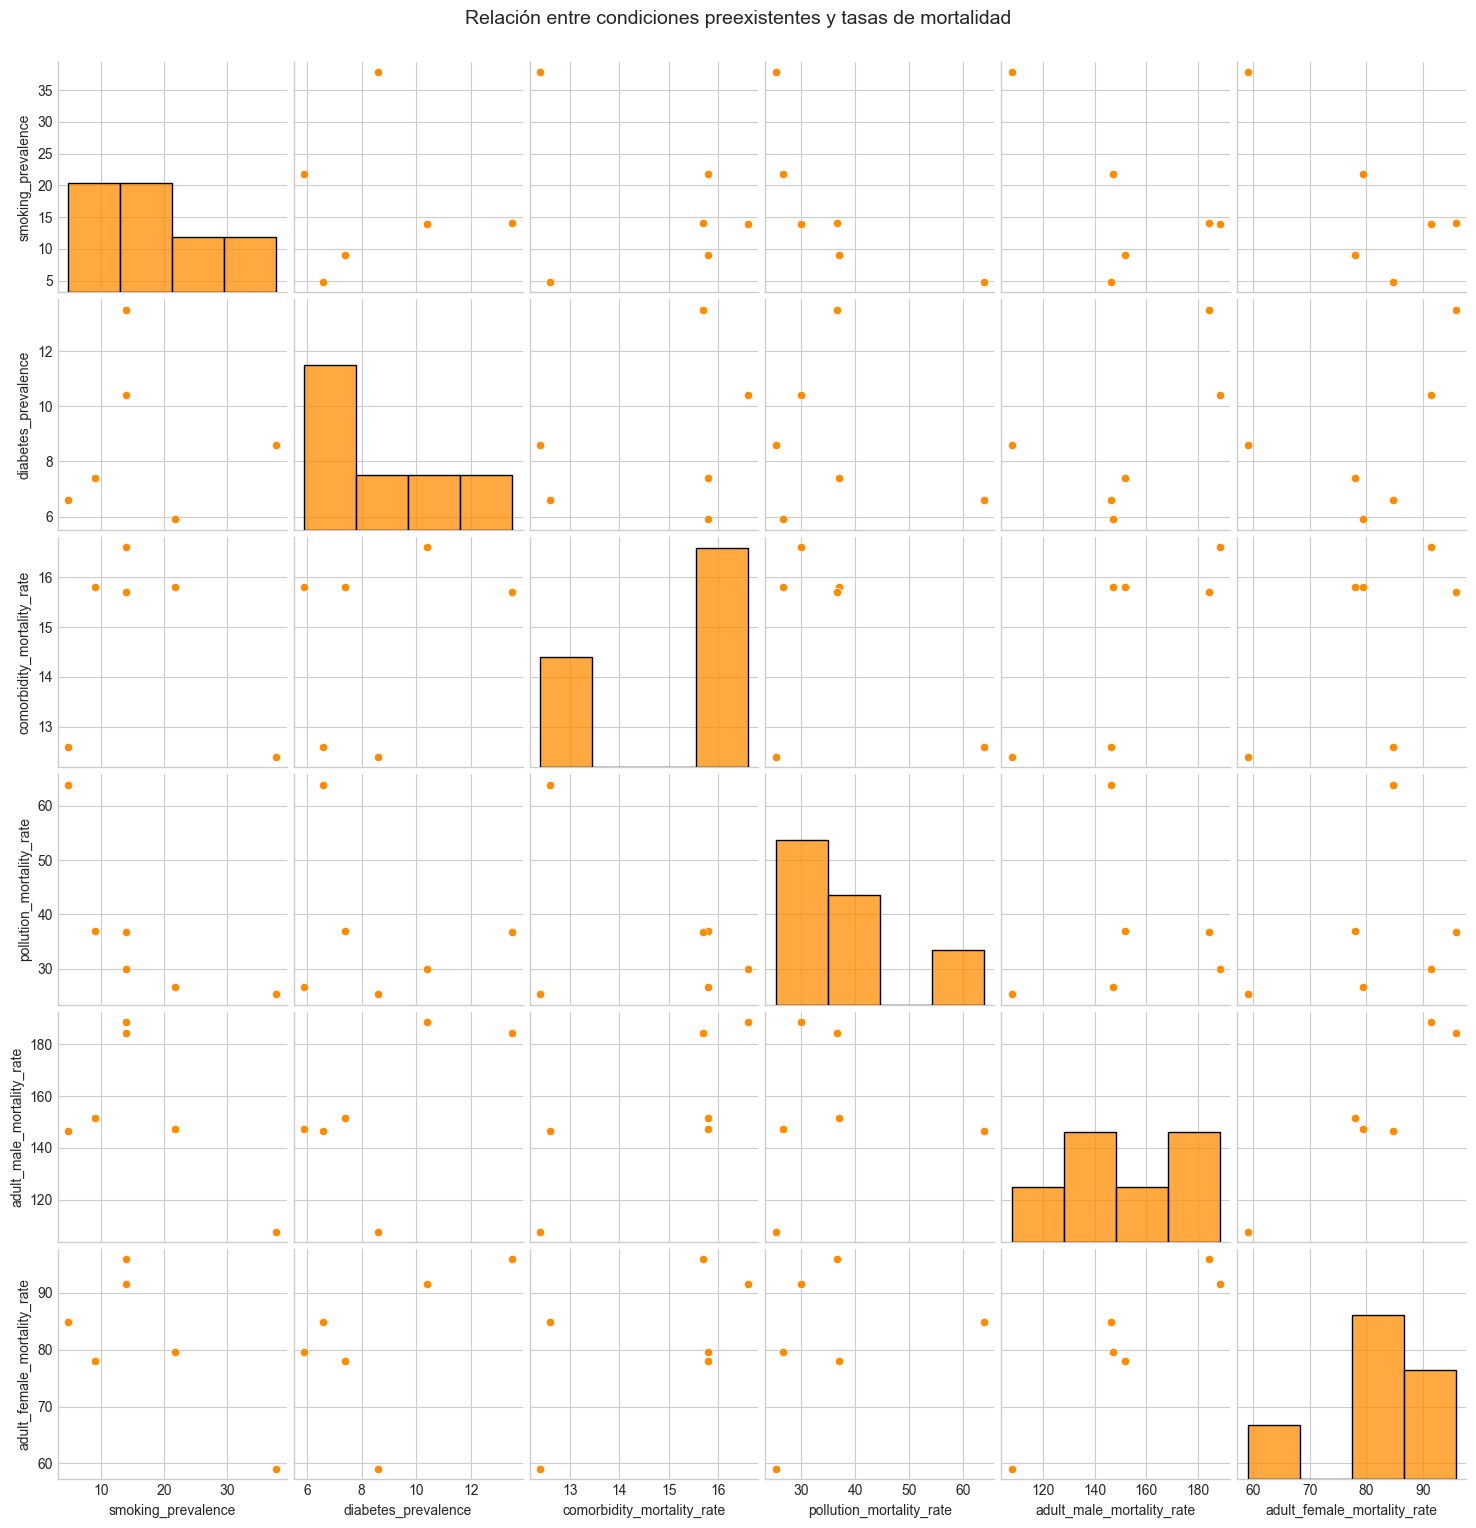 Relación entre condiciones preexistentes y tasas de mortalidad
smoking_prevalence
35
30
25
20
15
10
5
diabetes_prevalence
12
10
8
6
comorbidity_mortality_rate
16
15
14
13
pollution_mortality_rate
60
50
40
30
adult_male_mortality_rate
180
160
140
120
adult_female_mortality_rate
90
80
70
60
10 20 30
6 8 10 12
13 14 15 16
30 40 50 60
120 140 160 180
60 70 80 90
smoking_prevalence
diabetes_prevalence
comorbidity_mortality_rate
pollution_mortality_rate
adult_male_mortality_rate
adult_female_mortality_rate